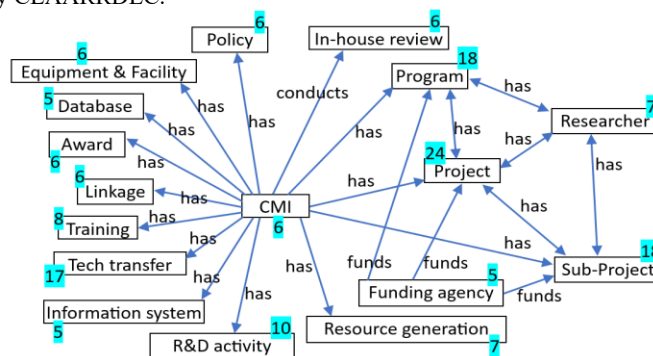 y CLAARRDEC.
6
Policy
6
In-house review
6
Equipment & Facility
18
Program
conducts
has
has
has
has
5
Database
has
7
Researcher
Award
6
has
has
has
24
Project
6
Linkage
has
has
CMI
6
has
8
Training
has
has
has
17
Tech transfer
has
has
funds
funds
18
Sub-Project
has
5
Funding agency
funds
Information system
5
has
10
R&D activity
Resource generation
7